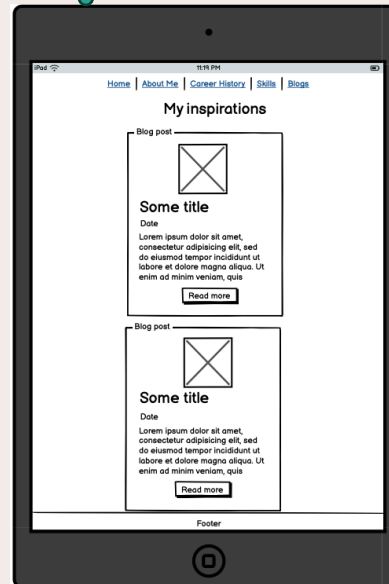 iPad 11:19 PM
Home | About Me | Career History | Skills | Blogs
My inspirations
Blog post
Some title
Date
Lorem ipsum dolor sit amet,
consectetur adipisicing elit, sed
do eiusmod tempor incididunt ut
labore et dolore magna aliqua. Ut
enim ad minim veniam, quis
Read more
Blog post
Some title
Date
Lorem ipsum dolor sit amet,
consectetur adipisicing elit, sed
do eiusmod tempor incididunt ut
labore et dolore magna aliqua. Ut
enim ad minim veniam, quis
Read more
Footer